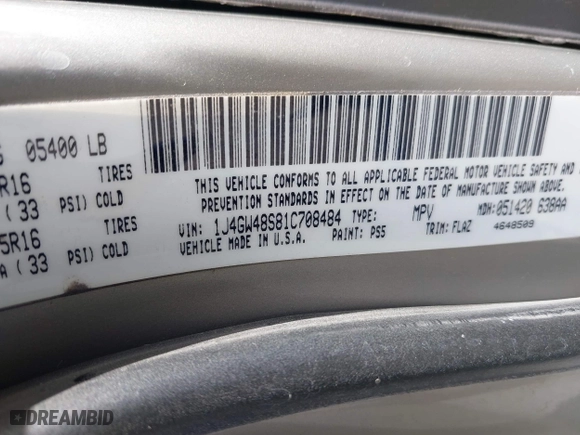 05400 LB
R16 TIRES
( 33 PSI) COLD
5R16 TIRES
A ( 33 PSI) COLD
THIS VEHICLE CONFORMS TO ALL APPLICABLE FEDERAL MOTOR VEHICLE SAFETY AND
PREVENTION STANDARDS IN EFFECT ON THE DATE OF MANUFACTURE SHOWN ABOVE.
VIN: 1J4GW48S81C708484 TYPE: MPV MDH:051420 638AA
VEHICLE MADE IN U.S.A. PAINT: PS5 TRIM: FLAZ 4648509
DREAMBID